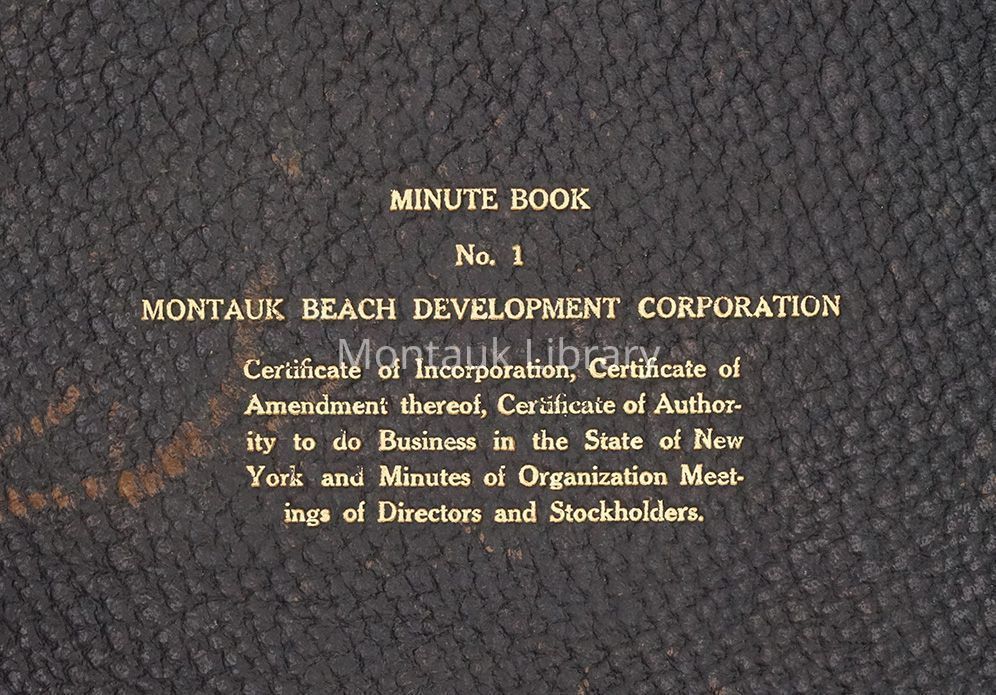 MINUTE BOOK
No. 1
MONTAUK BEACH DEVELOPMENT CORPORATION
Montauk Library
Certificate of Incorporation, Certificate of
Amendment thereof, Certificate of Author-
ity to do Business in the State of New
York and Minutes of Organization Meet-
ings of Directors and Stockholders.